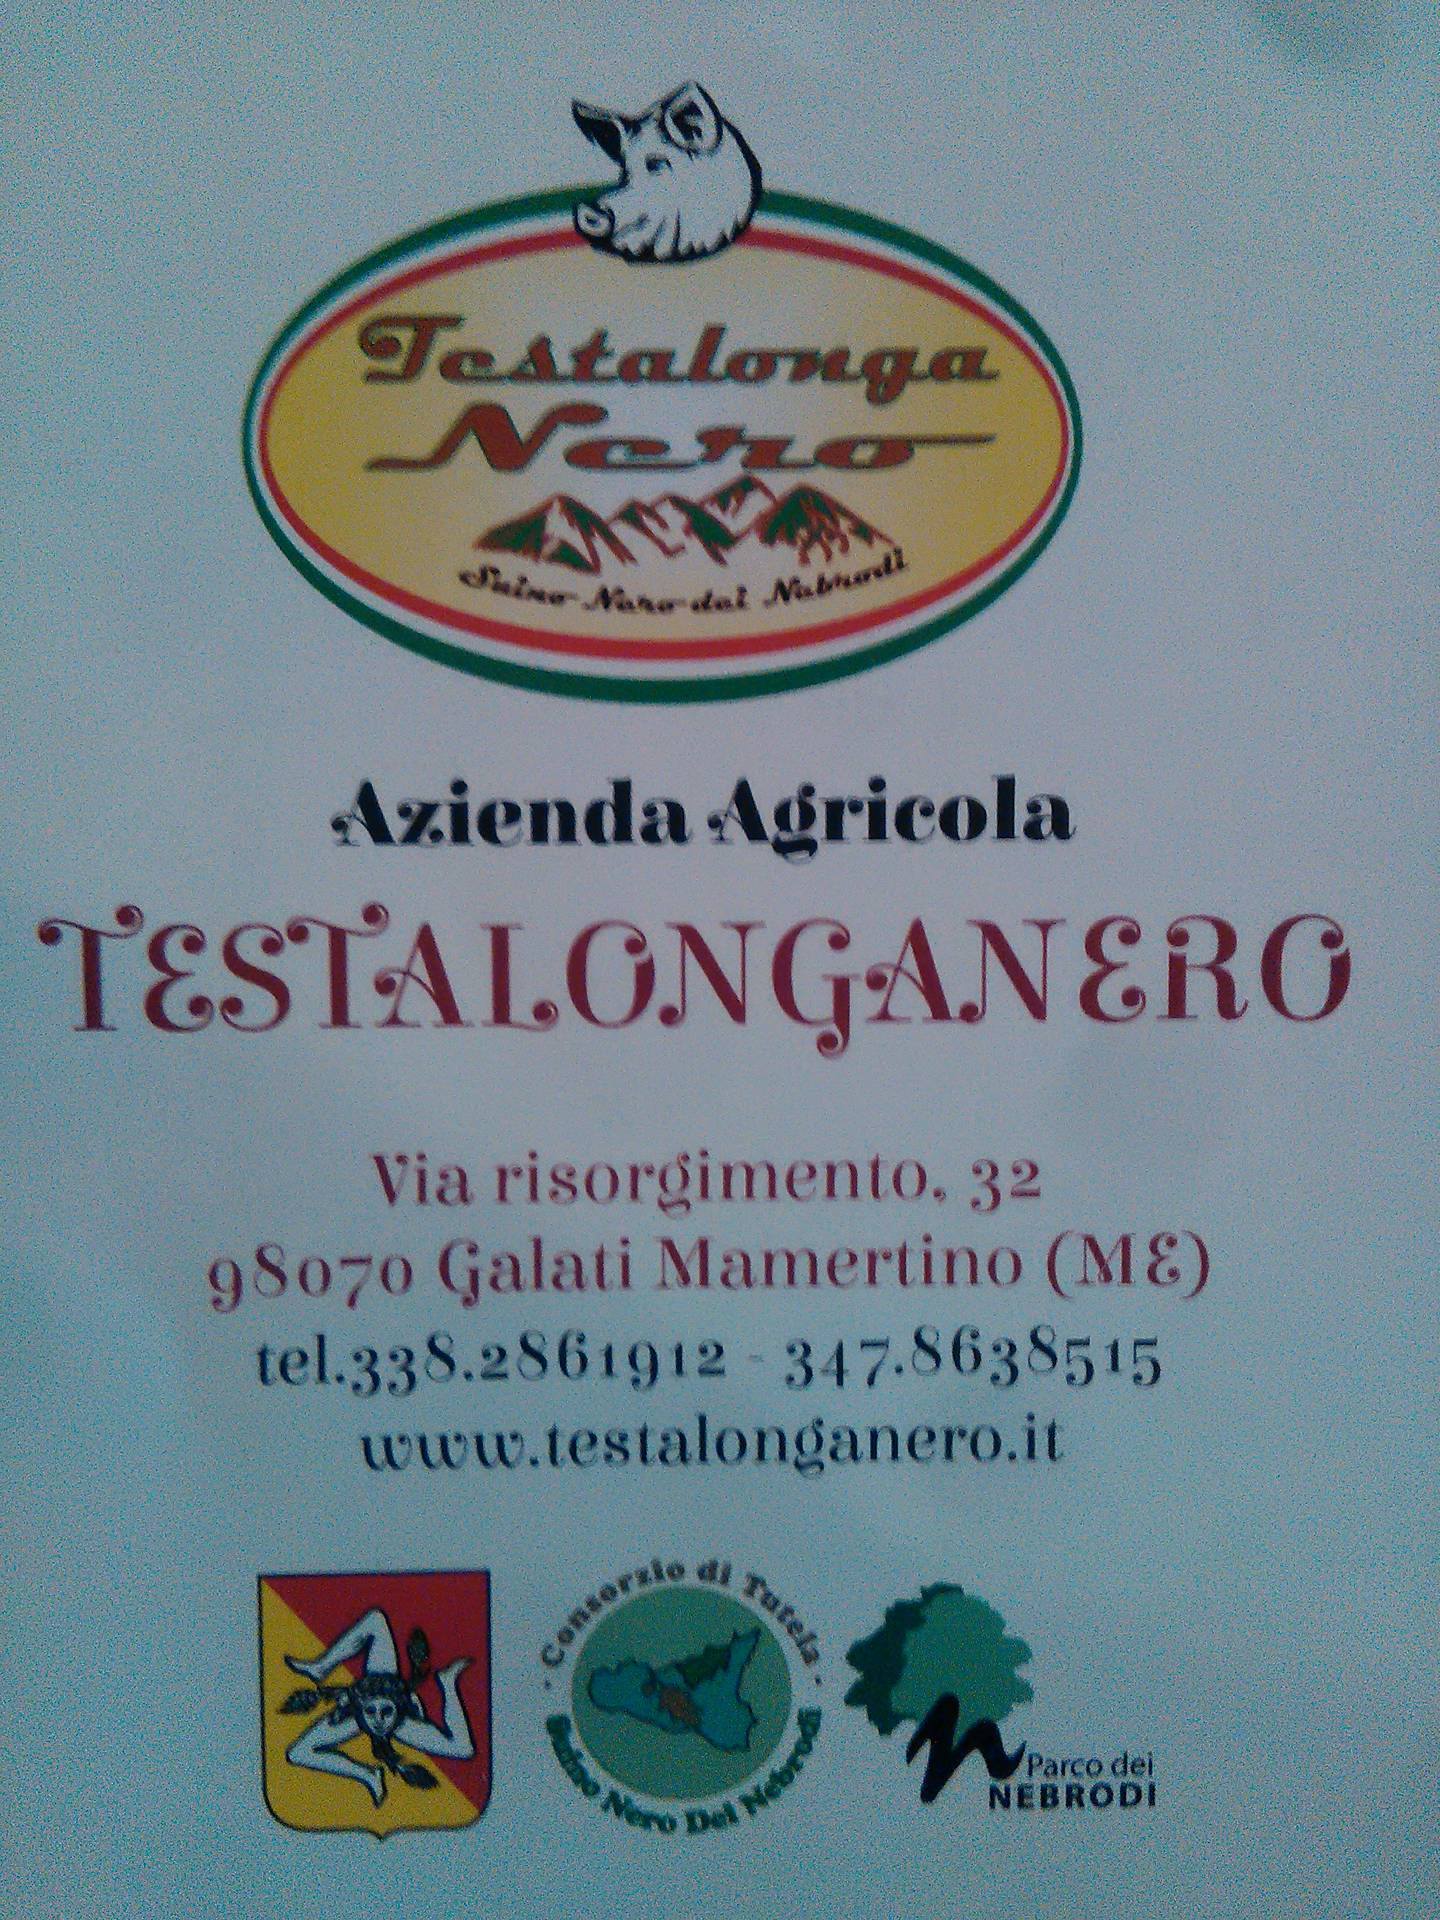 Testalonga
Nero
Suino Nero dei Nebrodi
Azienda Agricola
TESTALONGANERO
Via risorgimento, 32
98070 Galati Mamertino (ME)
tel.338.2861912 - 347.8638515
www.testalonganero.it
· Consorzio di Tutela ·
Suino Nero Dei Nebrodi
Parco dei
NEBRODI